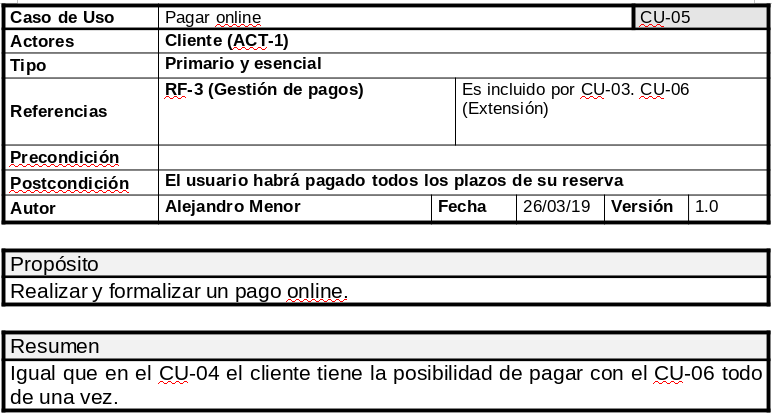 Caso de Uso Pagar online CU-05
Actores Cliente (ACT-1)
Tipo Primario y esencial
Referencias RF-3 (Gestión de pagos) Es incluido por CU-03. CU-06
(Extensión)
Precondición
Postcondición El usuario habrá pagado todos los plazos de su reserva
Autor Alejandro Menor Fecha 26/03/19 Versión 1.0
Propósito
Realizar y formalizar un pago online.
Resumen
Igual que en el CU-04 el cliente tiene la posibilidad de pagar con el CU-06 todo
de una vez.